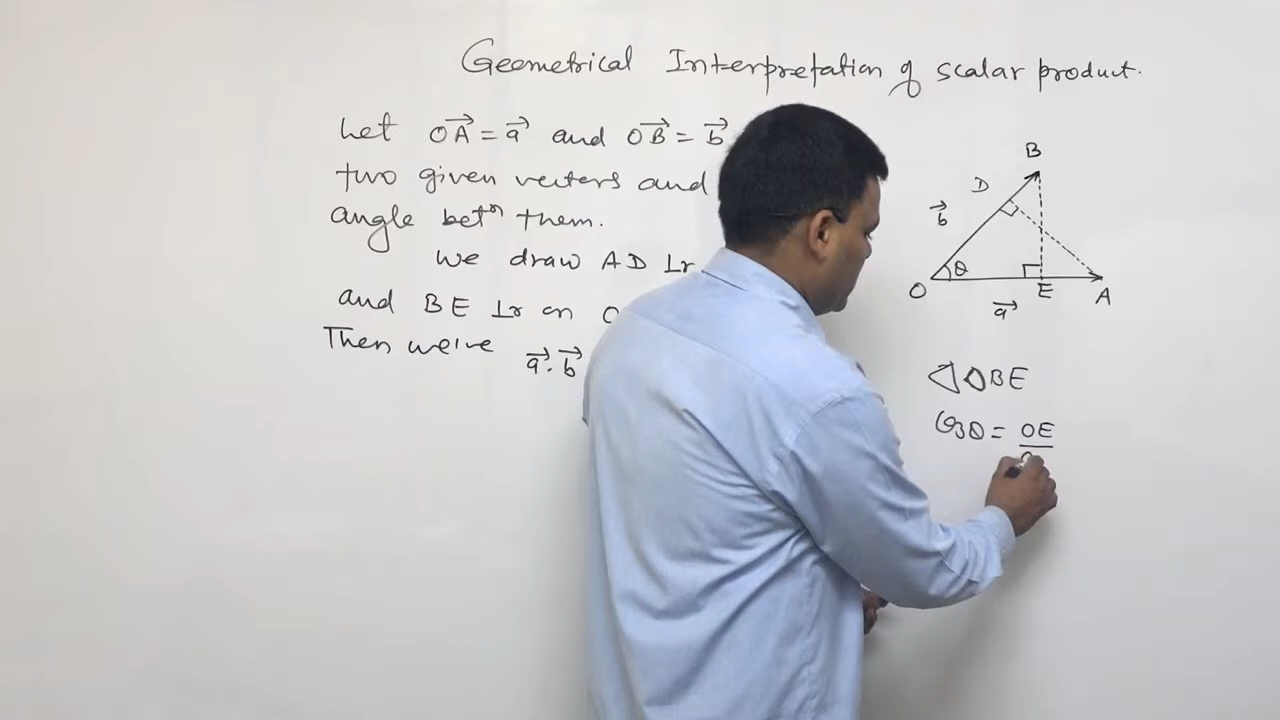 Geometrical Interpretation of scalar product.
Let OA→ = a→ and OB→ = b→
two given vectors and
angle betn them.
We draw AD ⊥r
and BE ⊥r on O
Then we've a→.b→
B
D
b→
θ
O
E
A
a→
OBE
Cosθ = OE